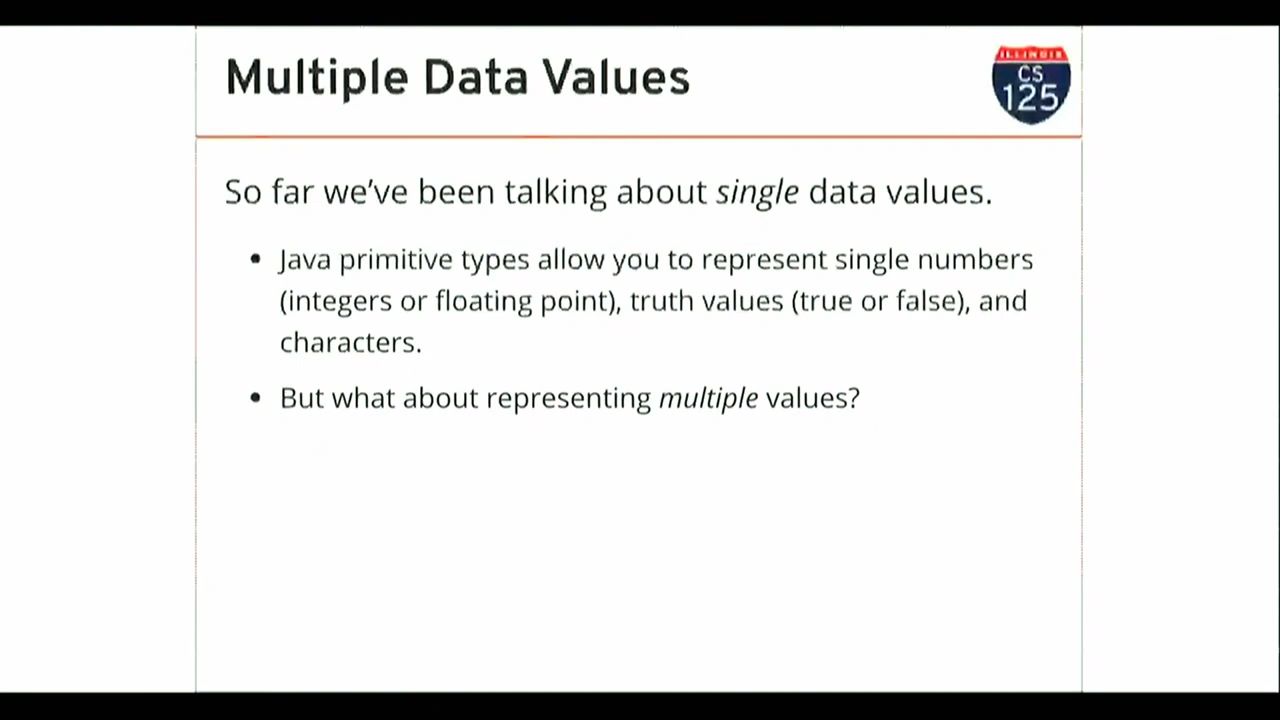 Multiple Data Values
ILLINOIS
CS
125
So far we've been talking about single data values.
• Java primitive types allow you to represent single numbers
(integers or floating point), truth values (true or false), and
characters.
• But what about representing multiple values?